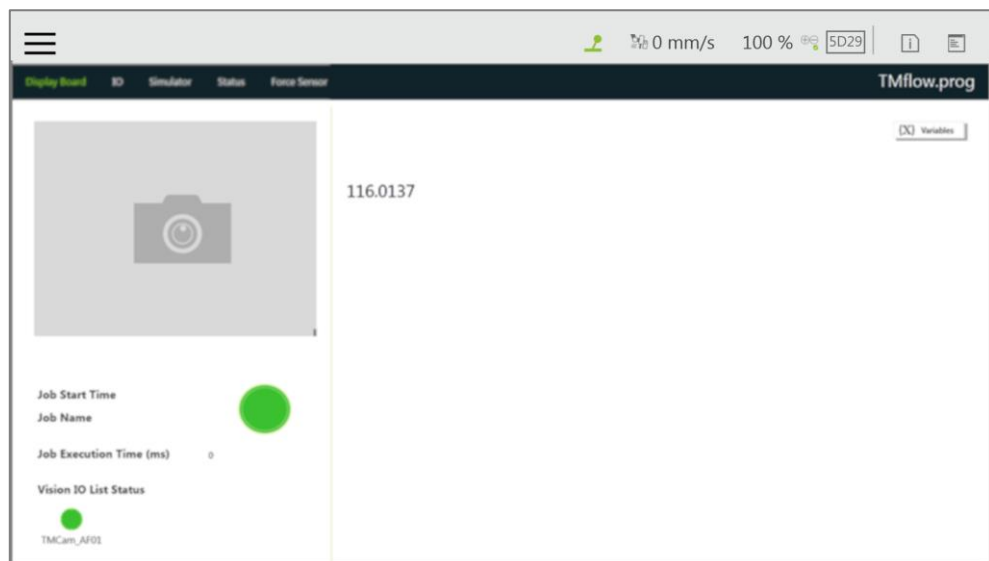 0 mm/s 100 % 5D29
Display Board IO Simulator Status Force Sensor TMflow.prog
(X) Variables
116.0137
Job Start Time
Job Name
Job Execution Time (ms) 0
Vision IO List Status
TMCam_AF01